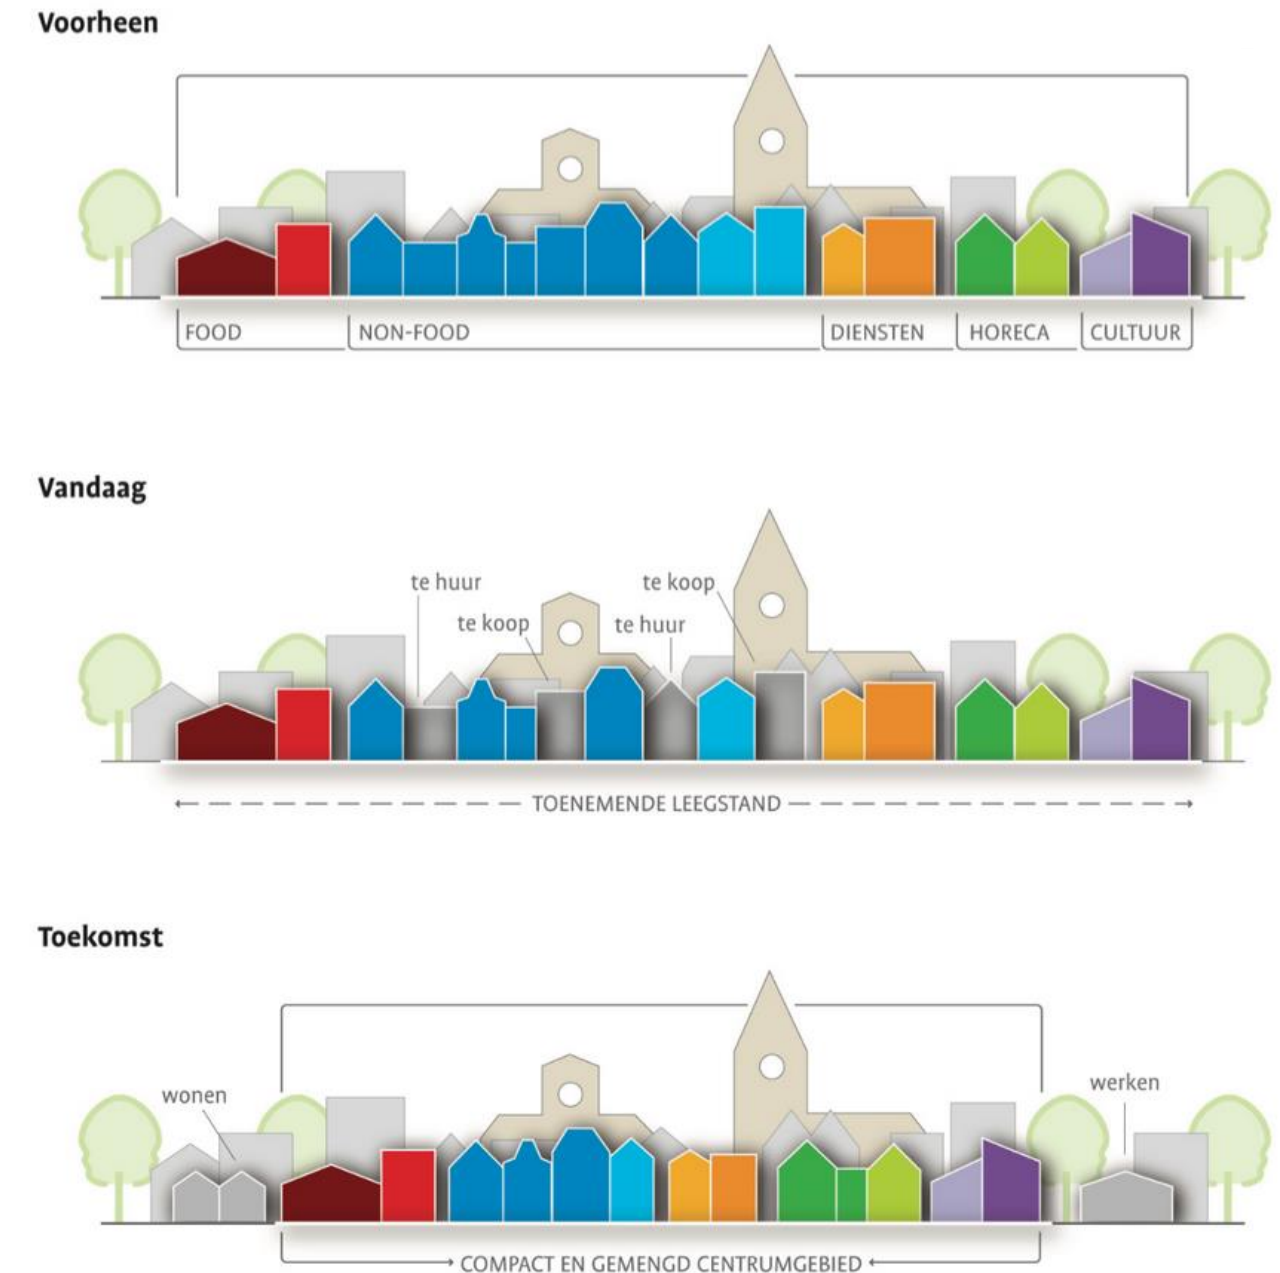 Voorheen
FOOD
NON-FOOD
DIENSTEN
HORECA
CULTUUR
Vandaag
te huur
te koop
te koop
te huur
TOENEMENDE LEEGSTAND
Toekomst
wonen
werken
COMPACT EN GEMENGD CENTRUMGEBIED